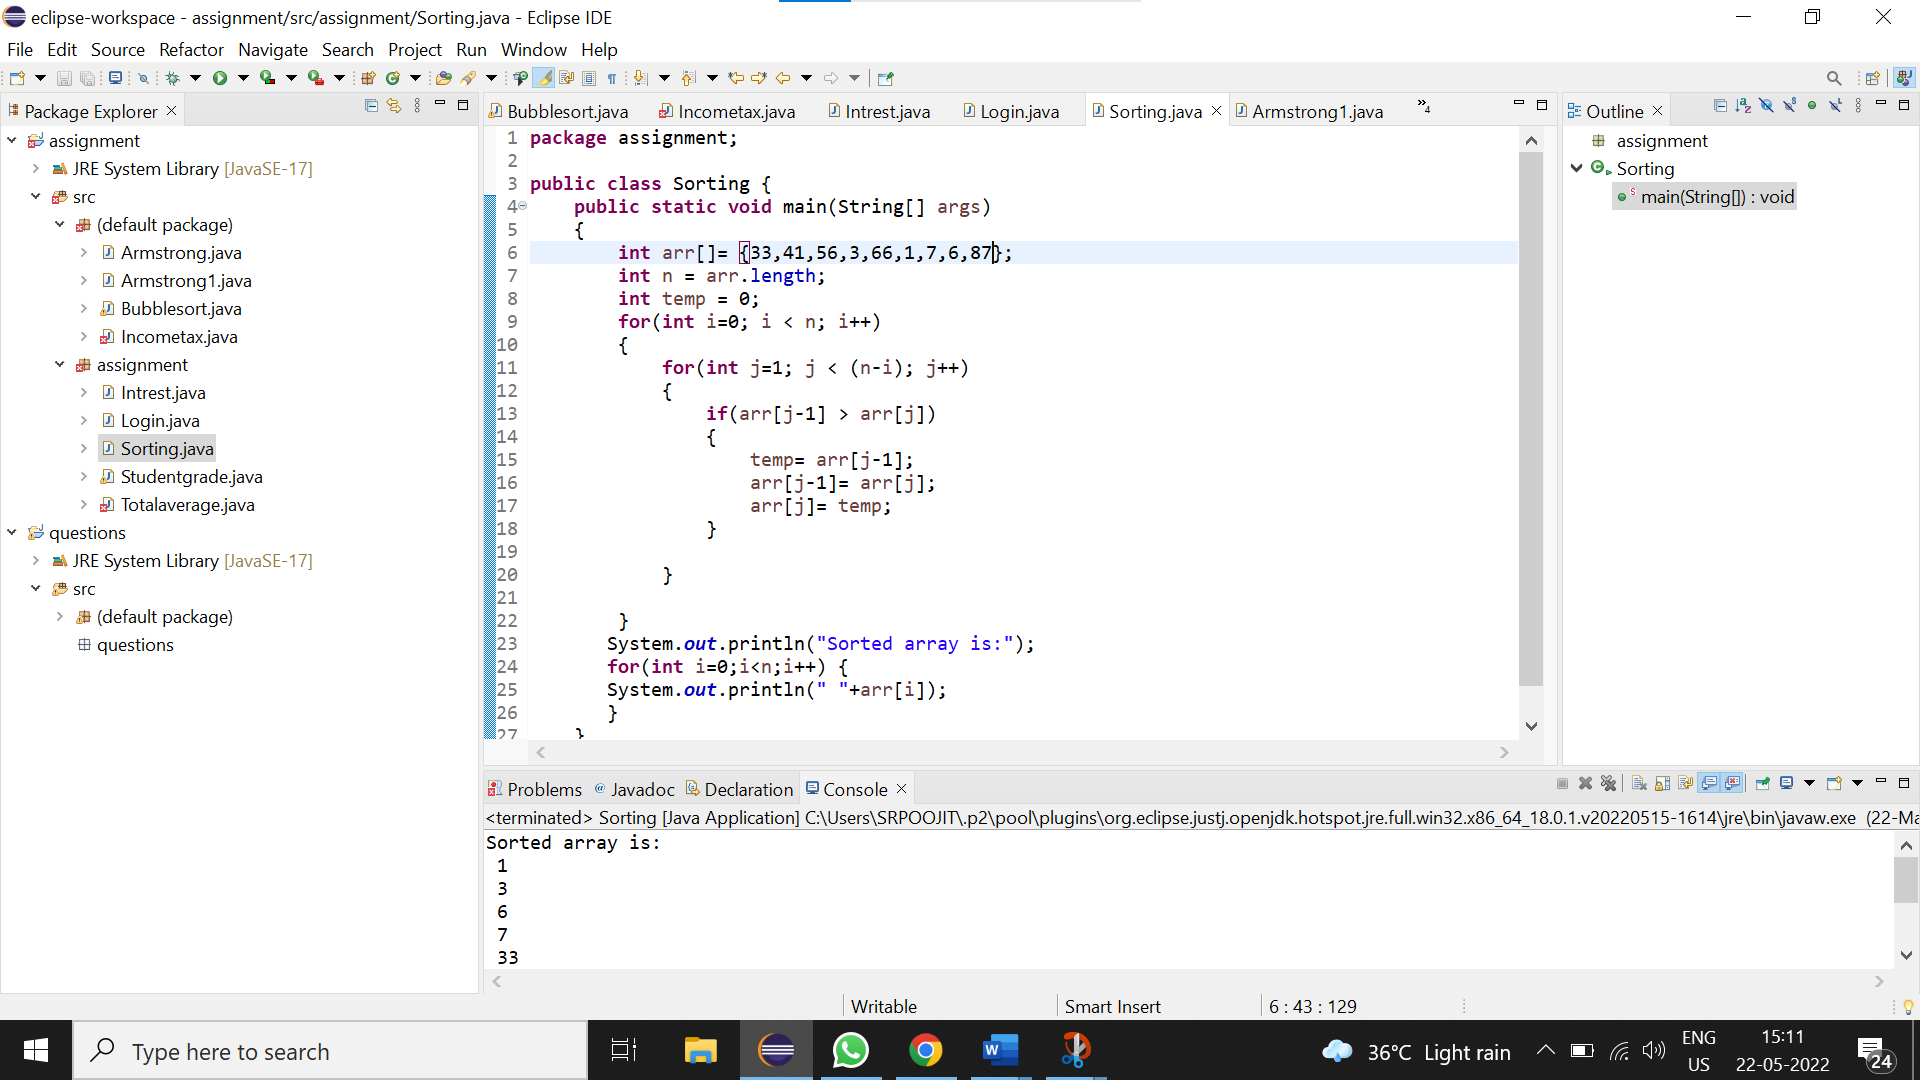 eclipse-workspace - assignment/src/assignment/Sorting.java - Eclipse IDE
File Edit Source Refactor Navigate Search Project Run Window Help
Package Explorer
assignment
JRE System Library [JavaSE-17]
src
(default package)
Armstrong.java
Armstrong1.java
Bubblesort.java
Incometax.java
assignment
Intrest.java
Login.java
Sorting.java
Studentgrade.java
Totalaverage.java
questions
JRE System Library [JavaSE-17]
src
(default package)
questions
Bubblesort.java Incometax.java Intrest.java Login.java Sorting.java Armstrong1.java »4
1 package assignment;
2
3 public class Sorting {
4 public static void main(String[] args)
5 {
6 int arr[]= {33,41,56,3,66,1,7,6,87};
7 int n = arr.length;
8 int temp = 0;
9 for(int i=0; i < n; i++)
10 {
11 for(int j=1; j < (n-i); j++)
12 {
13 if(arr[j-1] > arr[j])
14 {
15 temp= arr[j-1];
16 arr[j-1]= arr[j];
17 arr[j]= temp;
18 }
19
20 }
21
22 }
23 System.out.println("Sorted array is:");
24 for(int i=0;i<n;i++) {
25 System.out.println(" "+arr[i]);
26 }
27 }
Outline
assignment
Sorting
main(String[]) : void
Problems Javadoc Declaration Console
<terminated> Sorting [Java Application] C:\Users\SRPOOJIT\.p2\pool\plugins\org.eclipse.justj.openjdk.hotspot.jre.full.win32.x86_64_18.0.1.v20220515-1614\jre\bin\javaw.exe (22-Ma
Sorted array is:
1
3
6
7
33
Writable Smart Insert 6 : 43 : 129
Type here to search
36°C Light rain
ENG
US
15:11
22-05-2022
24